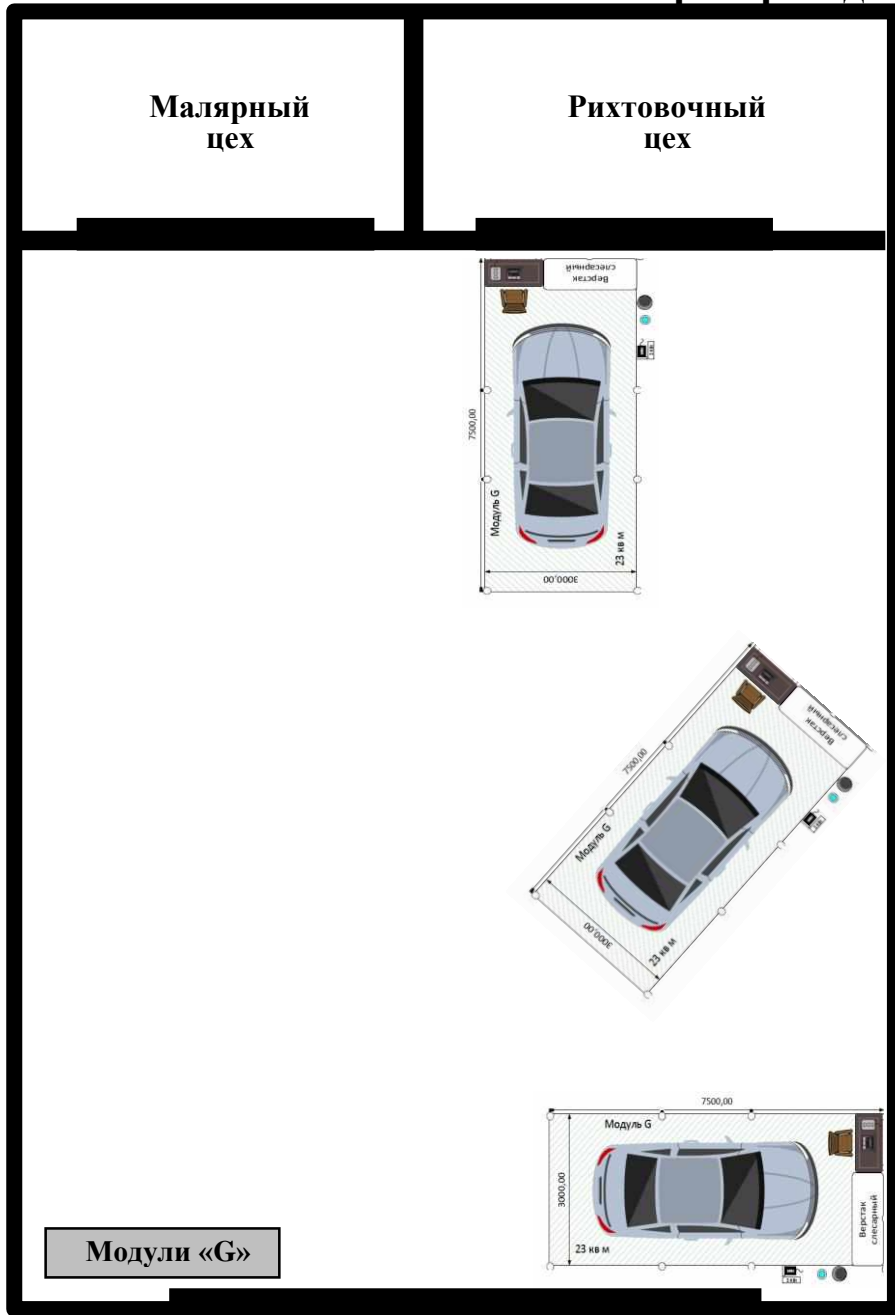 Малярный
цех
Рихтовочный
цех
Верстак
слесарный
7500,00
Модуль G
23 кв м
3000,00
Верстак
слесарный
7500,00
Модуль G
3000,00
23 кв м
7500,00
Модуль G
3000,00
Верстак
слесарный
23 кв м
Модули «G»